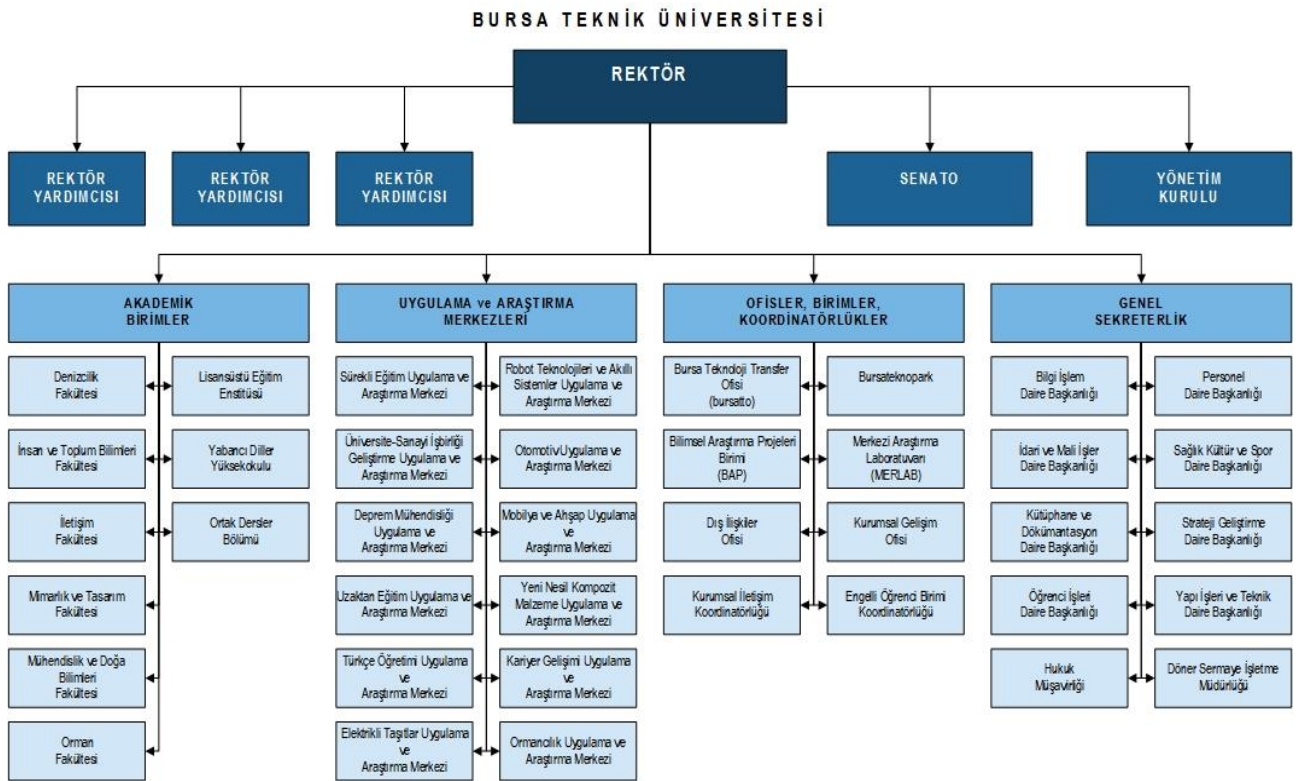 BURSA TEKNİK ÜNİVERSİTESİ
REKTÖR
REKTÖR
YARDIMCISI
REKTÖR
YARDIMCISI
REKTÖR
YARDIMCISI
SENATO
YÖNETİM
KURULU
AKADEMİK
BİRİMLER
Denizcilik
Fakültesi
Lisansüstü Eğitim
Enstitüsü
İnsan ve Toplum Bilimleri
Fakültesi
Yabancı Diller
Yüksekokulu
İletişim
Fakültesi
Ortak Dersler
Bölümü
Mimarlık ve Tasarım
Fakültesi
Mühendislik ve Doğa
Bilimleri
Fakültesi
Orman
Fakültesi
UYGULAMA ve ARAŞTIRMA
MERKEZLERİ
Sürekli Eğitim Uygulama ve
Araştırma Merkezi
Robot Teknolojileri ve Akıllı
Sistemler Uygulama ve
Araştırma Merkezi
Üniversite-Sanayi İşbirliği
Geliştirme Uygulama ve
Araştırma Merkezi
Otomotiv Uygulama ve
Araştırma Merkezi
Deprem Mühendisliği
Uygulama ve
Araştırma Merkezi
Mobilya ve Ahşap Uygulama
ve
Araştırma Merkezi
Uzaktan Eğitim Uygulama ve
Araştırma Merkezi
Yeni Nesil Kompozit
Malzeme Uygulama ve
Araştırma Merkezi
Türkçe Öğretimi Uygulama
ve
Araştırma Merkezi
Kariyer Gelişimi Uygulama
ve
Araştırma Merkezi
Elektrikli Taşıtlar Uygulama
ve
Araştırma Merkezi
Ormancılık Uygulama ve
Araştırma Merkezi
OFİSLER, BİRİMLER,
KOORDİNATÖRLÜKLER
Bursa Teknoloji Transfer
Ofisi
(bursatto)
Bursateknopark
Bilimsel Araştırma Projeleri
Birimi
(BAP)
Merkezi Araştırma
Laboratuvarı
(MERLAB)
Dış İlişkiler
Ofisi
Kurumsal Gelişim
Ofisi
Kurumsal İletişim
Koordinatörlüğü
Engelli Öğrenci Birimi
Koordinatörlüğü
GENEL
SEKRETERLİK
Bilgi İşlem
Daire Başkanlığı
Personel
Daire Başkanlığı
İdari ve Mali İşler
Daire Başkanlığı
Sağlık Kültür ve Spor
Daire Başkanlığı
Kütüphane ve
Dökümantasyon
Daire Başkanlığı
Strateji Geliştirme
Daire Başkanlığı
Öğrenci İşleri
Daire Başkanlığı
Yapı İşleri ve Teknik
Daire Başkanlığı
Hukuk
Müşavirliği
Döner Sermaye İşletme
Müdürlüğü